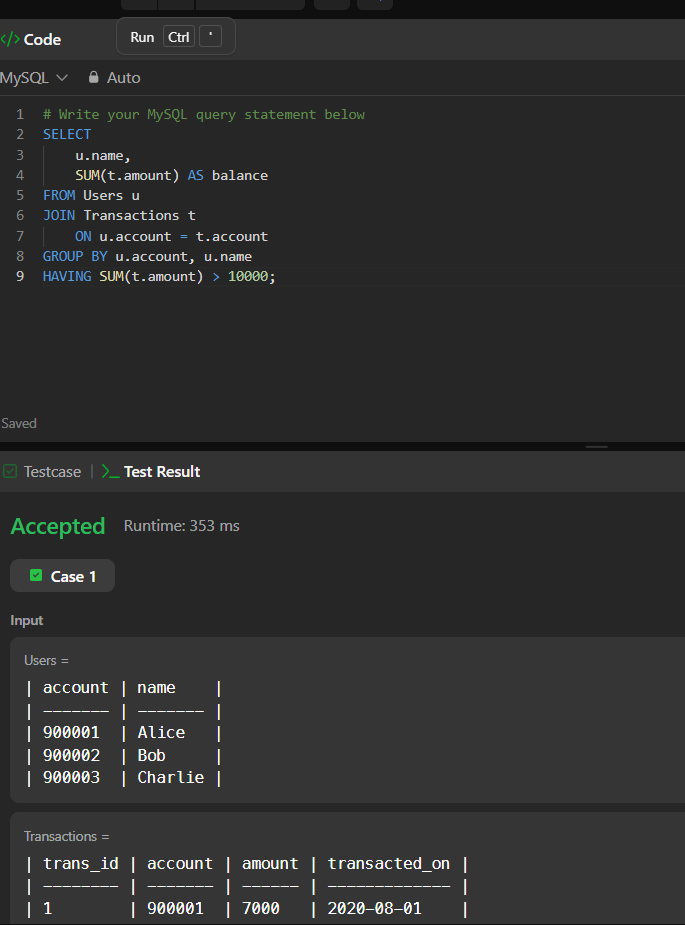 </> Code
Run Ctrl '
MySQL Auto
1 # Write your MySQL query statement below
2 SELECT
3 u.name,
4 SUM(t.amount) AS balance
5 FROM Users u
6 JOIN Transactions t
7 ON u.account = t.account
8 GROUP BY u.account, u.name
9 HAVING SUM(t.amount) > 10000;
Saved
Testcase | >_ Test Result
Accepted Runtime: 353 ms
Case 1
Input
Users =
| account | name    |
| ------- | ------- |
| 900001  | Alice   |
| 900002  | Bob     |
| 900003  | Charlie |
Transactions =
| trans_id | account | amount | transacted_on |
| -------- | ------- | ------ | ------------- |
| 1        | 900001  | 7000   | 2020-08-01    |